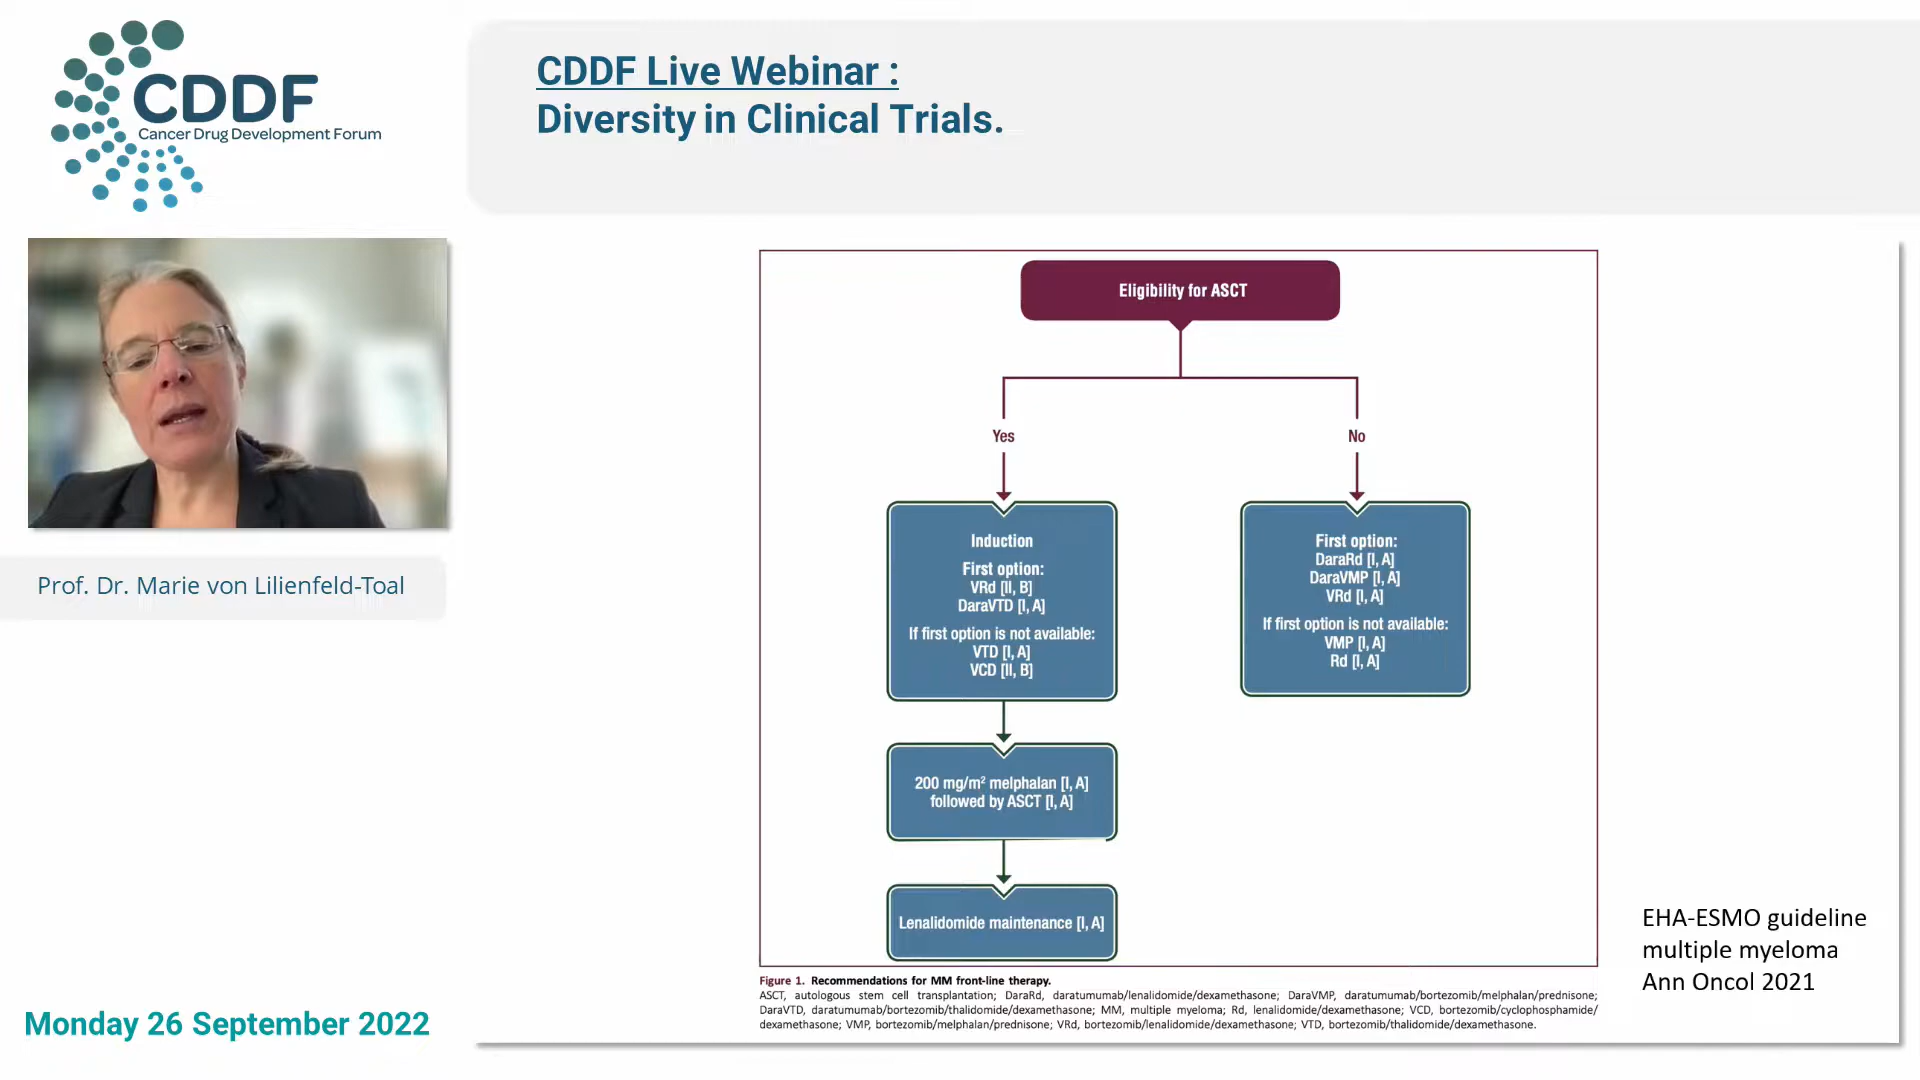 CDDF
Cancer Drug Development Forum
CDDF Live Webinar :
Diversity in Clinical Trials.
Prof. Dr. Marie von Lilienfeld-Toal
Monday 26 September 2022
Eligibility for ASCT
Yes
No
Induction
First option:
VRd [II, B]
DaraVTD [I, A]
If first option is not available:
VTD [I, A]
VCD [II, B]
First option:
DaraRd [I, A]
DaraVMP [I, A]
VRd [I, A]
If first option is not available:
VMP [I, A]
Rd [I, A]
200 mg/m² melphalan [I, A]
followed by ASCT [I, A]
Lenalidomide maintenance [I, A]
Figure 1. Recommendations for MM front-line therapy.
ASCT, autologous stem cell transplantation; DaraRd, daratumumab/lenalidomide/dexamethasone; DaraVMP, daratumumab/bortezomib/melphalan/prednisone;
DaraVTD, daratumumab/bortezomib/thalidomide/dexamethasone; MM, multiple myeloma; Rd, lenalidomide/dexamethasone; VCD, bortezomib/cyclophosphamide/
dexamethasone; VMP, bortezomib/melphalan/prednisone; VRd, bortezomib/lenalidomide/dexamethasone; VTD, bortezomib/thalidomide/dexamethasone.
EHA-ESMO guideline
multiple myeloma
Ann Oncol 2021